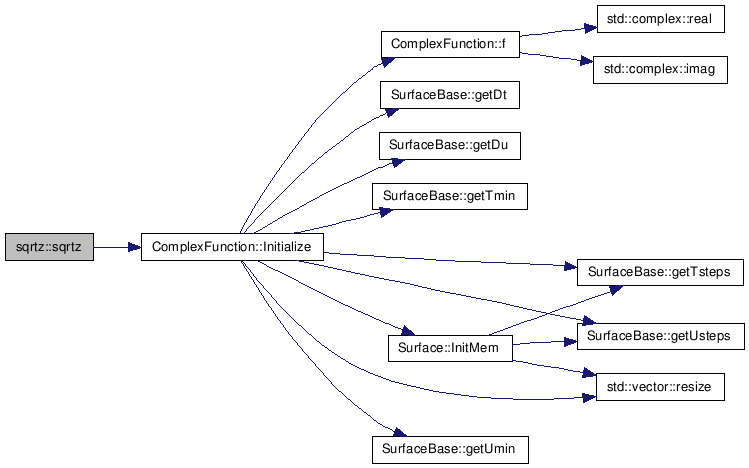 sqrtz::sqrtz
ComplexFunction::Initialize
ComplexFunction::f
SurfaceBase::getDt
SurfaceBase::getDu
SurfaceBase::getTmin
Surface::InitMem
SurfaceBase::getUmin
std::complex::real
std::complex::imag
SurfaceBase::getTsteps
SurfaceBase::getUsteps
std::vector::resize